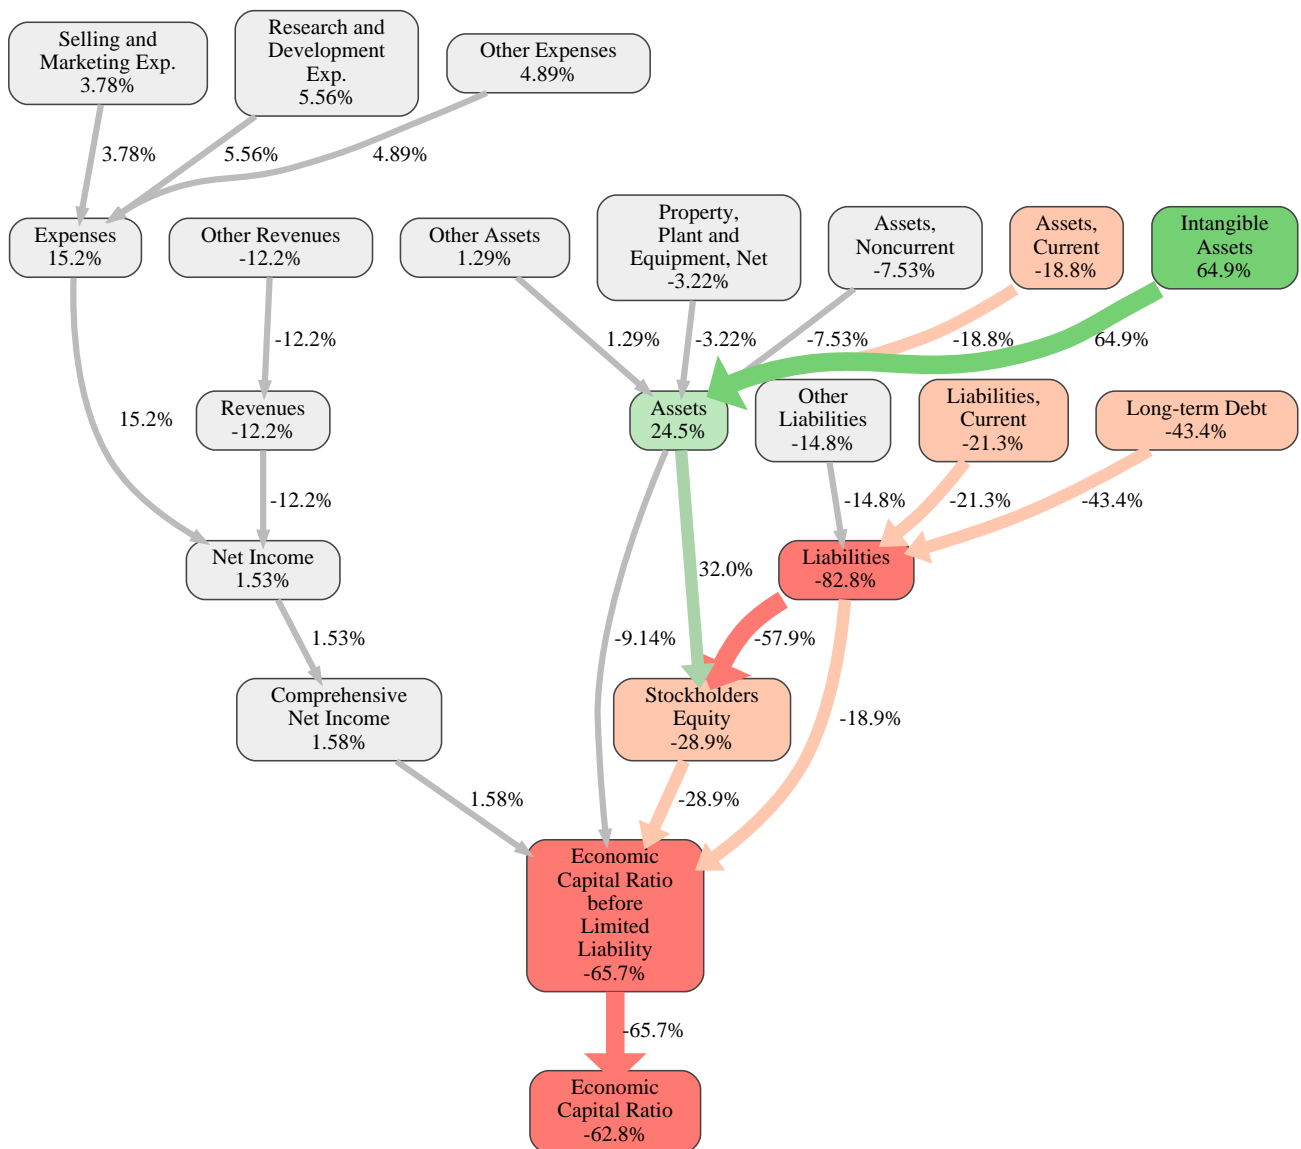 Selling and
Marketing Exp.
3.78%
Research and
Development
Exp.
5.56%
Other Expenses
4.89%
3.78%
5.56%
4.89%
Expenses
15.2%
Other Revenues
-12.2%
Other Assets
1.29%
Property,
Plant and
Equipment, Net
-3.22%
Assets,
Noncurrent
-7.53%
Assets,
Current
-18.8%
Intangible
Assets
64.9%
-12.2%
1.29%
-3.22%
-7.53%
-18.8%
64.9%
15.2%
Revenues
-12.2%
Assets
24.5%
Other
Liabilities
-14.8%
Liabilities,
Current
-21.3%
Long-term Debt
-43.4%
-12.2%
-14.8%
-21.3%
-43.4%
Net Income
1.53%
32.0%
Liabilities
-82.8%
1.53%
-9.14%
-57.9%
Comprehensive
Net Income
1.58%
Stockholders
Equity
-28.9%
-18.9%
1.58%
-28.9%
Economic
Capital Ratio
before
Limited
Liability
-65.7%
-65.7%
Economic
Capital Ratio
-62.8%